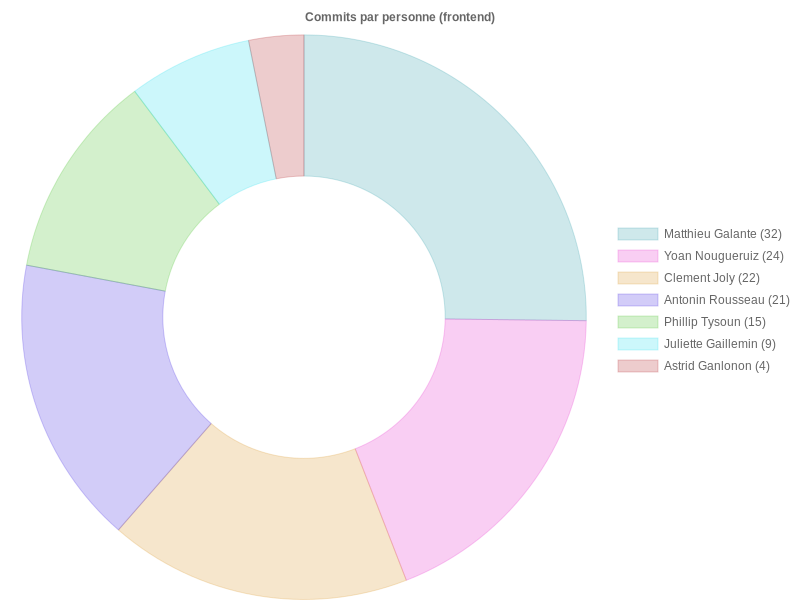 Commits par personne (frontend)
Matthieu Galante (32)
Yoan Nougueruiz (24)
Clement Joly (22)
Antonin Rousseau (21)
Phillip Tysoun (15)
Juliette Gaillemin (9)
Astrid Ganlonon (4)